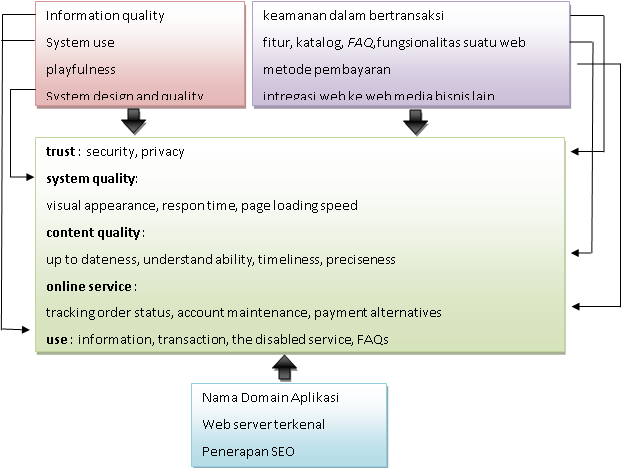 Information quality
System use
playfulness
System design and quality
keamanan dalam bertransaksi
fitur, katalog, FAQ,fungsionalitas suatu web
metode pembayaran
intregasi web ke web media bisnis lain
trust : security, privacy
system quality:
visual appearance, respon time, page loading speed
content quality :
up to dateness, understand ability, timeliness, preciseness
online service :
tracking order status, account maintenance, payment alternatives
use : information, transaction, the disabled service, FAQs
Nama Domain Aplikasi
Web server terkenal
Penerapan SEO